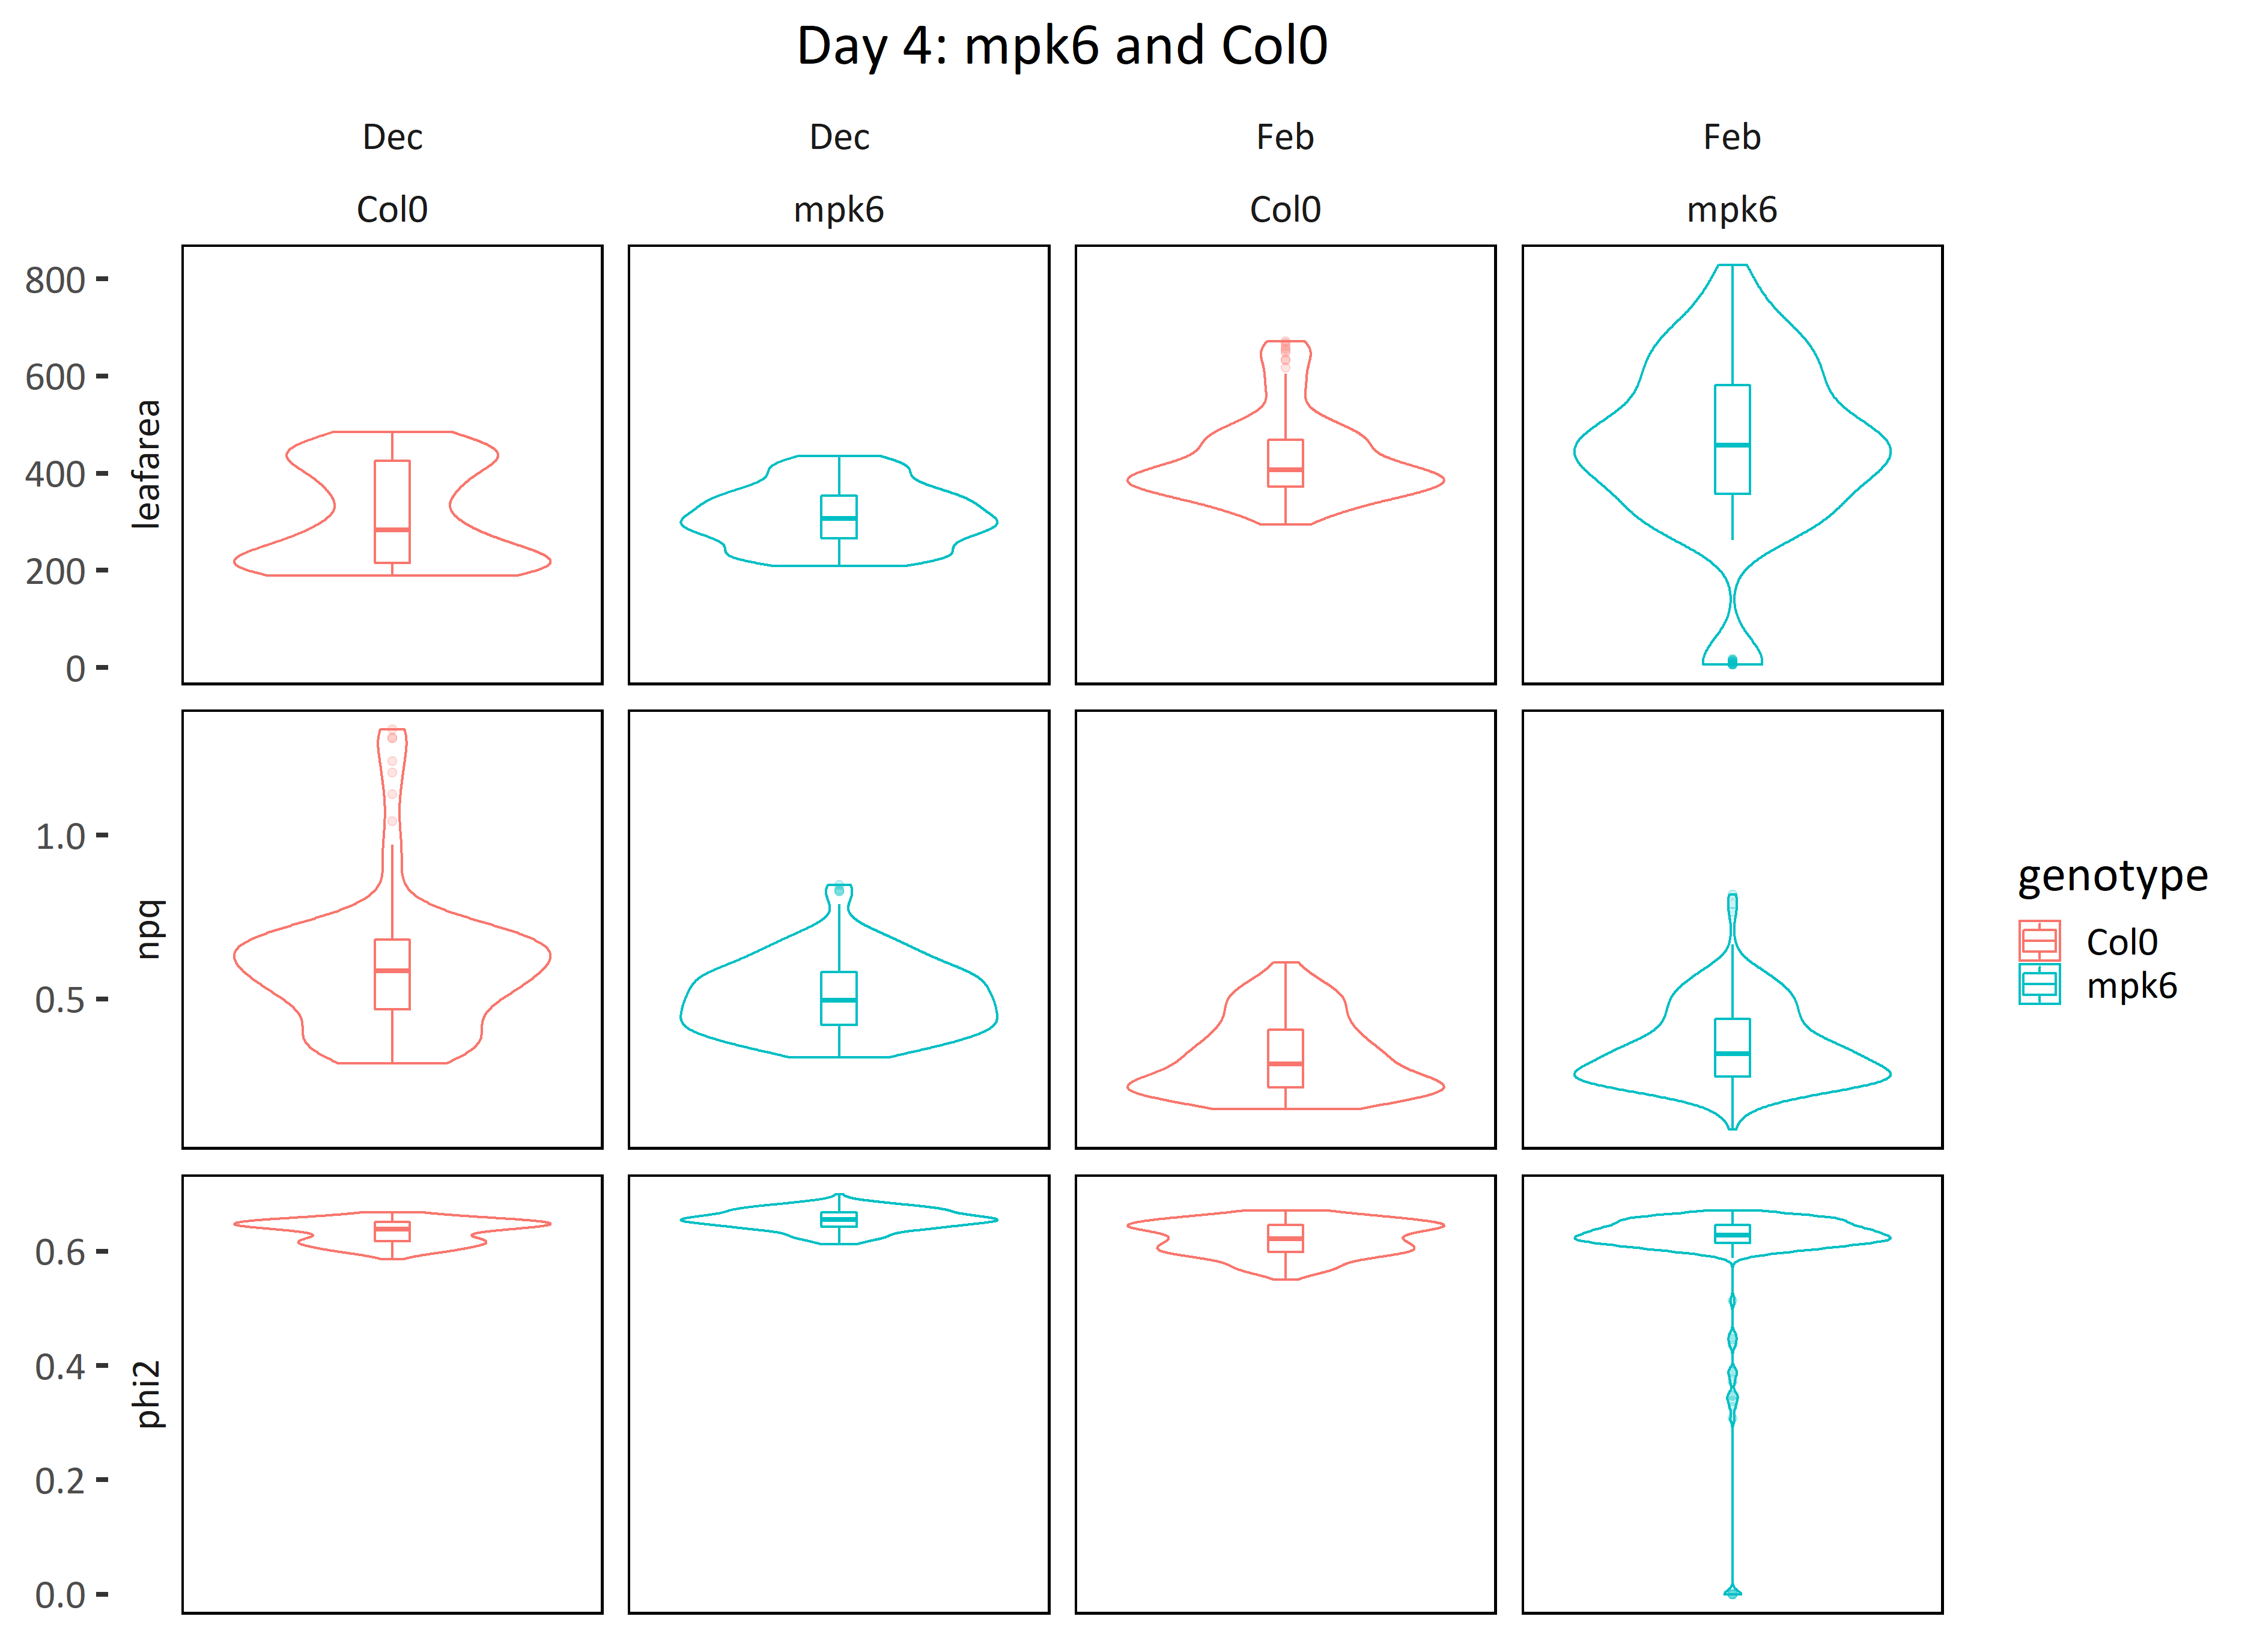 Day 4: mpk6 and Col0
Dec Dec Feb Feb
Col0 mpk6 Col0 mpk6
800
600
400
200
0
leafarea
1.0
0.5
npq
0.6
0.4
0.2
0.0
phi2
genotype
Col0
mpk6